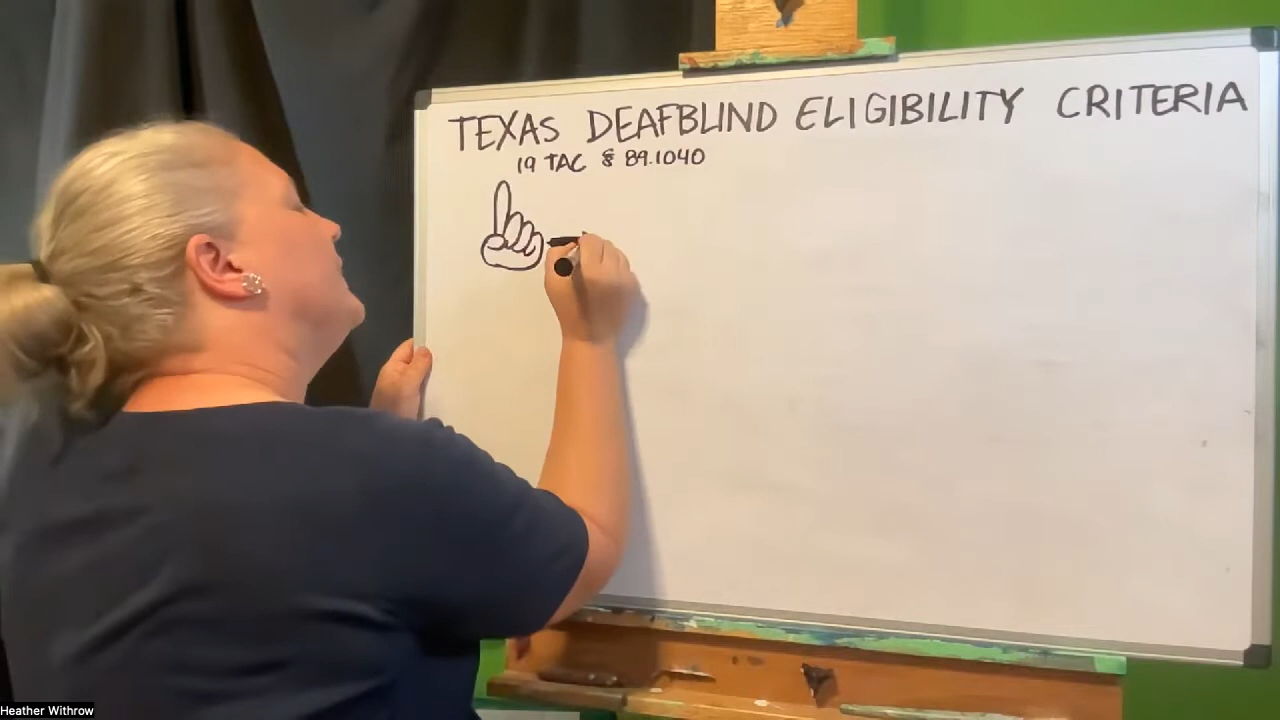 TEXAS DEAFBLIND ELIGIBILITY CRITERIA
19 TAC § 89.1040
Heather Withrow